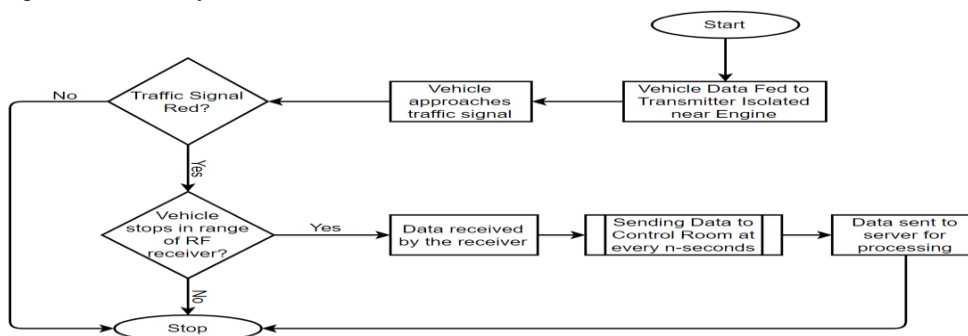 Start
Vehicle Data Fed to
Transmitter Isolated
near Engine
Vehicle
approaches
traffic signal
Traffic Signal
Red?
No
Yes
Vehicle
stops in range
of RF
receiver?
Yes
Data received
by the receiver
Sending Data to
Control Room at
every n-seconds
Data sent to
server for
processing
No
Stop